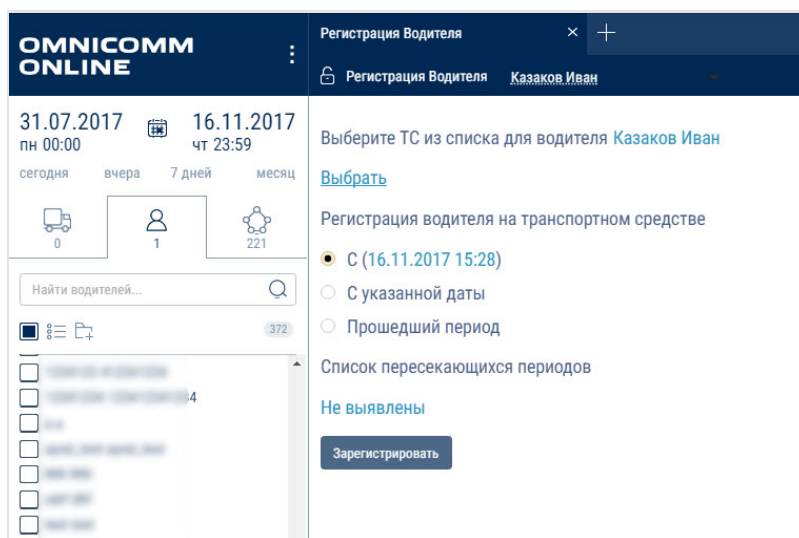 OMNICOMM
ONLINE
31.07.2017
16.11.2017
пн 00:00
чт 23:59
сегодня вчера 7 дней месяц
0
1
221
Найти водителей...
372
4
Регистрация Водителя × +
Регистрация Водителя Казаков Иван
Выберите ТС из списка для водителя Казаков Иван
Выбрать
Регистрация водителя на транспортном средстве
С (16.11.2017 15:28)
С указанной даты
Прошедший период
Список пересекающихся периодов
Не выявлены
Зарегистрировать